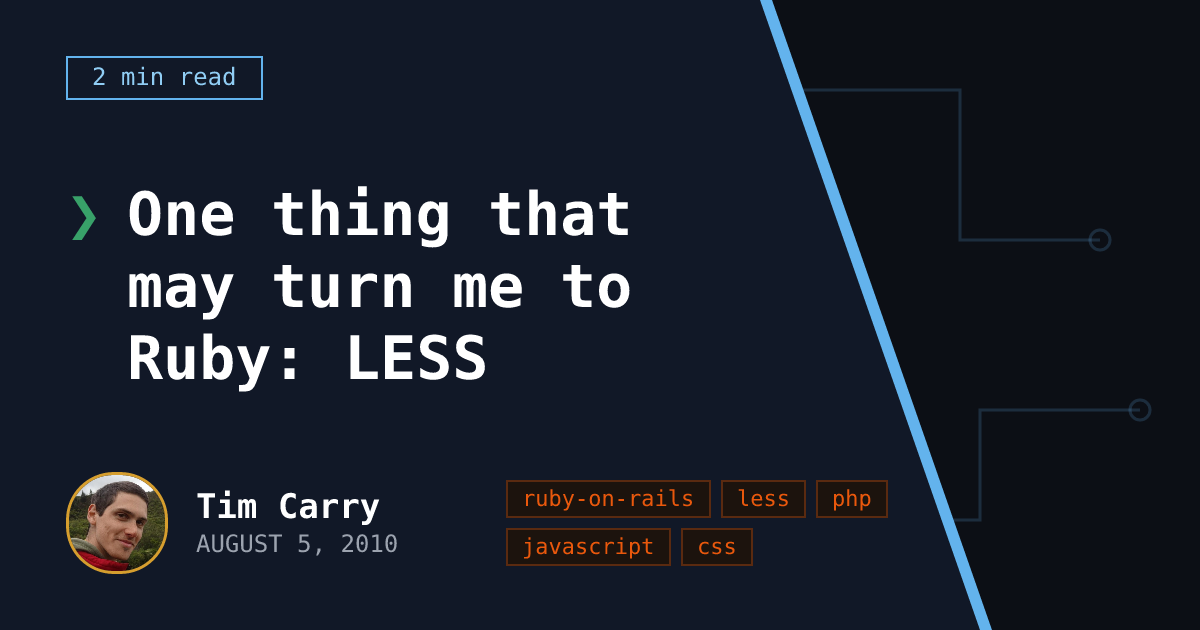 2 min read
❯ One thing that
may turn me to
Ruby: LESS
Tim Carry
AUGUST 5, 2010
ruby-on-rails less php
javascript css